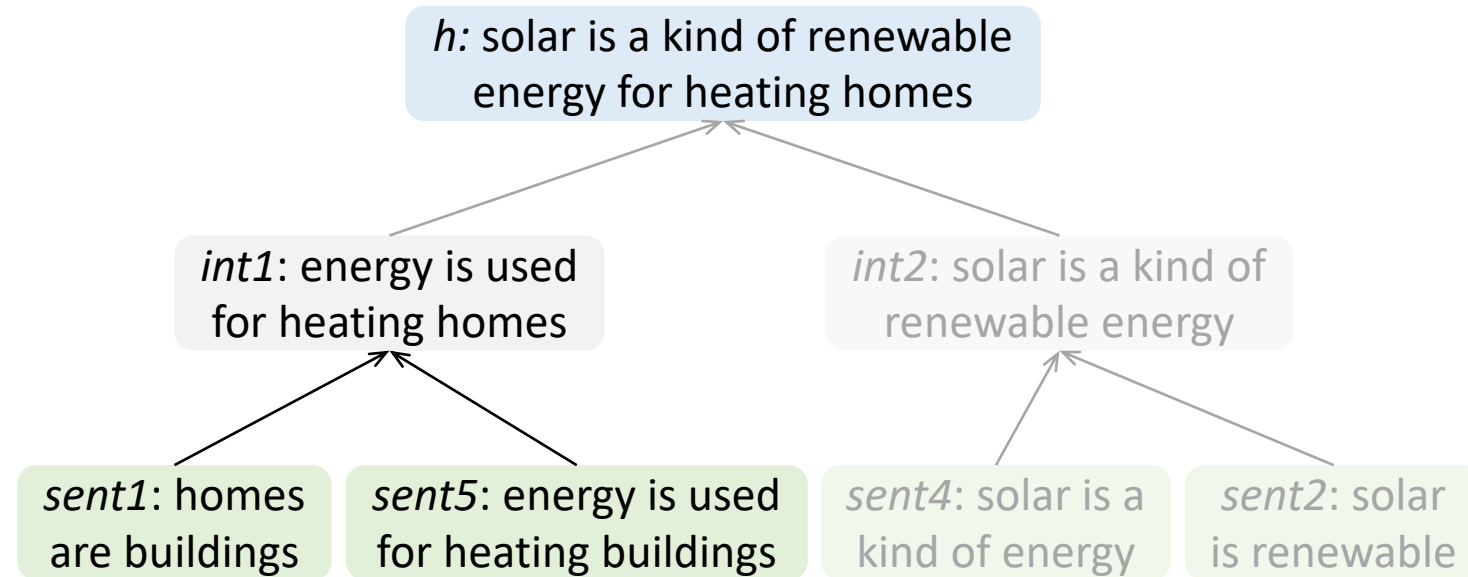 h: solar is a kind of renewable
energy for heating homes
int1: energy is used
for heating homes
int2: solar is a kind of
renewable energy
sent1: homes
are buildings
sent5: energy is used
for heating buildings
sent4: solar is a
kind of energy
sent2: solar
is renewable